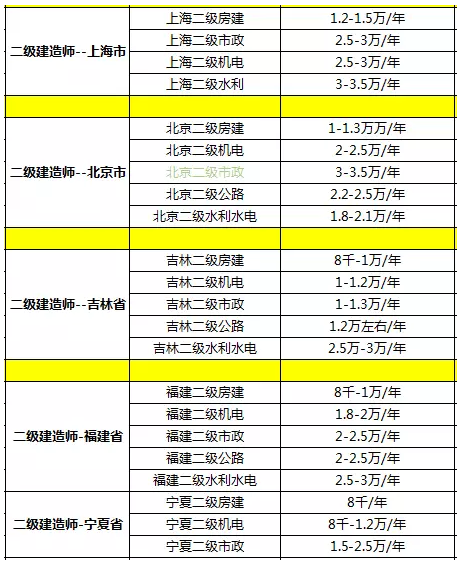 二级建造师--上海市
上海二级房建 1.2-1.5万/年
上海二级市政 2.5-3万/年
上海二级机电 2.5-3万/年
上海二级水利 3-3.5万/年
二级建造师--北京市
北京二级房建 1-1.3万万/年
北京二级机电 2-2.5万/年
北京二级市政 3-3.5万/年
北京二级公路 2.2-2.5万/年
北京二级水利水电 1.8-2.1万/年
二级建造师--吉林省
吉林二级房建 8千-1万/年
吉林二级机电 1-1.2万/年
吉林二级市政 1-1.3万/年
吉林二级公路 1.2万左右/年
吉林二级水利水电 2.5万-3万/年
二级建造师-福建省
福建二级房建 8千-1万/年
福建二级机电 1.8-2万/年
福建二级市政 2-2.5万/年
福建二级公路 2-2.5万/年
福建二级水利水电 2.5-3万/年
二级建造师-宁夏省
宁夏二级房建 8千/年
宁夏二级机电 8千-1.2万/年
宁夏二级市政 1.5-2.5万/年